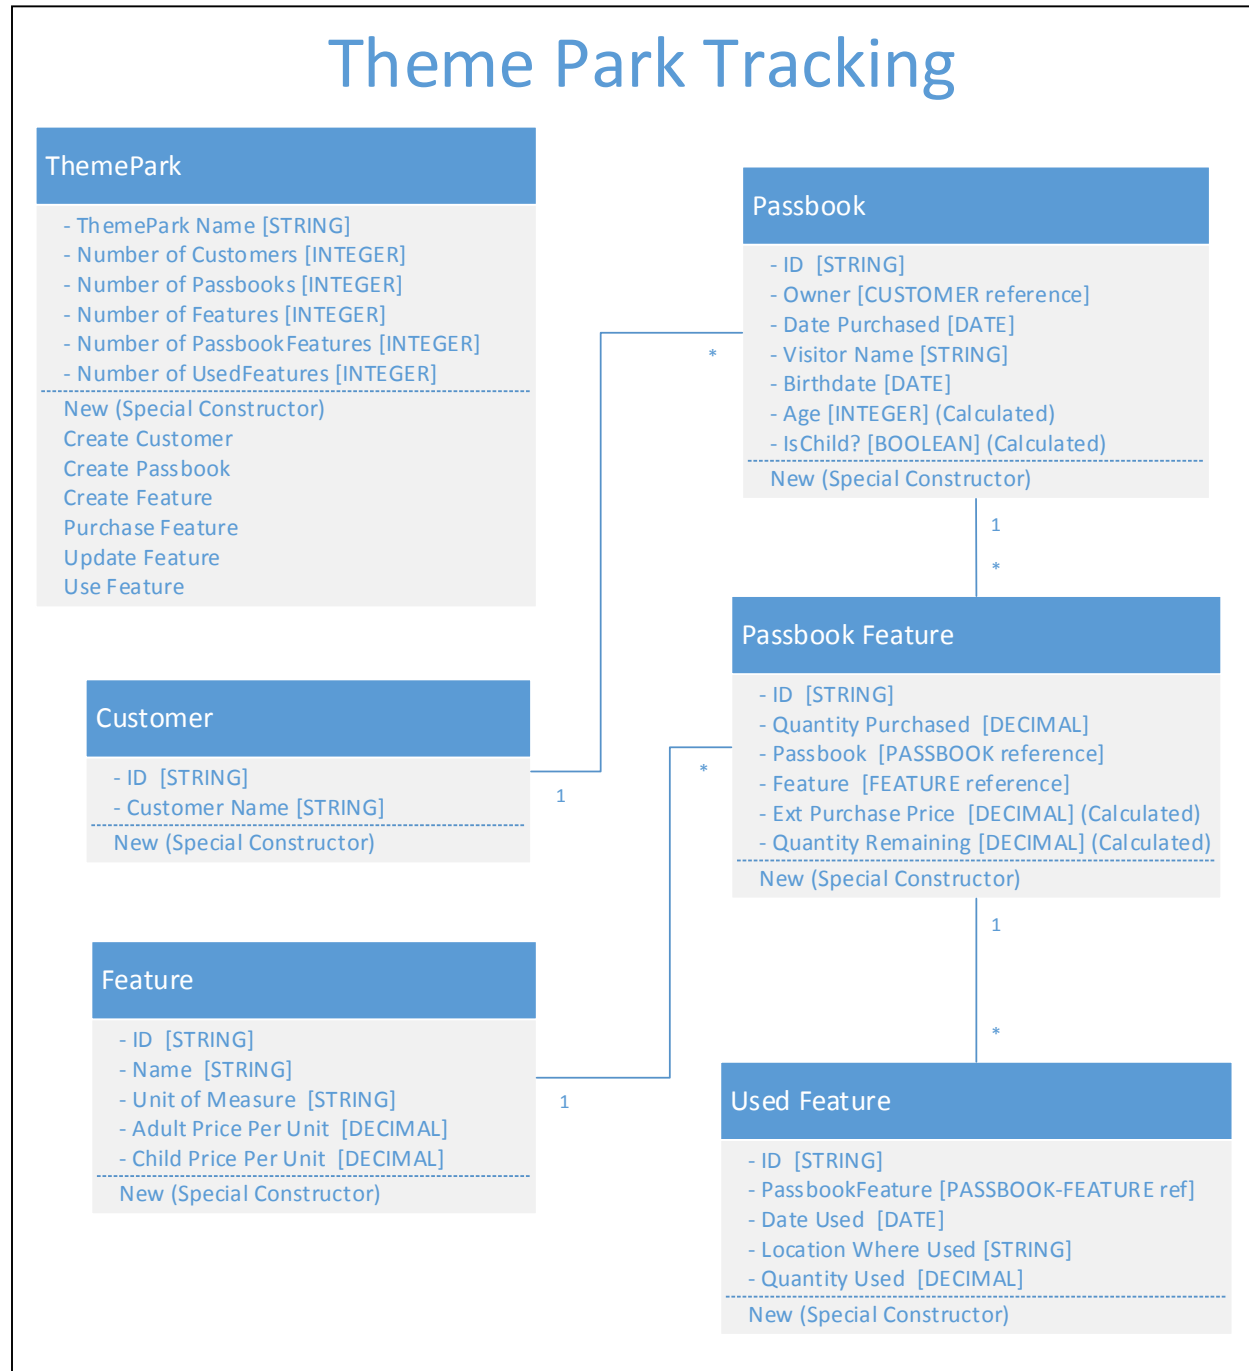 Theme Park Tracking
ThemePark
- ThemePark Name [STRING]
- Number of Customers [INTEGER]
- Number of Passbooks [INTEGER]
- Number of Features [INTEGER]
- Number of PassbookFeatures [INTEGER]
- Number of UsedFeatures [INTEGER]
New (Special Constructor)
Create Customer
Create Passbook
Create Feature
Purchase Feature
Update Feature
Use Feature
Passbook
- ID [STRING]
- Owner [CUSTOMER reference]
- Date Purchased [DATE]
- Visitor Name [STRING]
- Birthdate [DATE]
- Age [INTEGER] (Calculated)
- IsChild? [BOOLEAN] (Calculated)
New (Special Constructor)
*
1
*
Customer
- ID [STRING]
- Customer Name [STRING]
New (Special Constructor)
1
Passbook Feature
- ID [STRING]
- Quantity Purchased [DECIMAL]
- Passbook [PASSBOOK reference]
- Feature [FEATURE reference]
- Ext Purchase Price [DECIMAL] (Calculated)
- Quantity Remaining [DECIMAL] (Calculated)
New (Special Constructor)
*
1
*
Feature
- ID [STRING]
- Name [STRING]
- Unit of Measure [STRING]
- Adult Price Per Unit [DECIMAL]
- Child Price Per Unit [DECIMAL]
New (Special Constructor)
1
Used Feature
- ID [STRING]
- PassbookFeature [PASSBOOK-FEATURE ref]
- Date Used [DATE]
- Location Where Used [STRING]
- Quantity Used [DECIMAL]
New (Special Constructor)